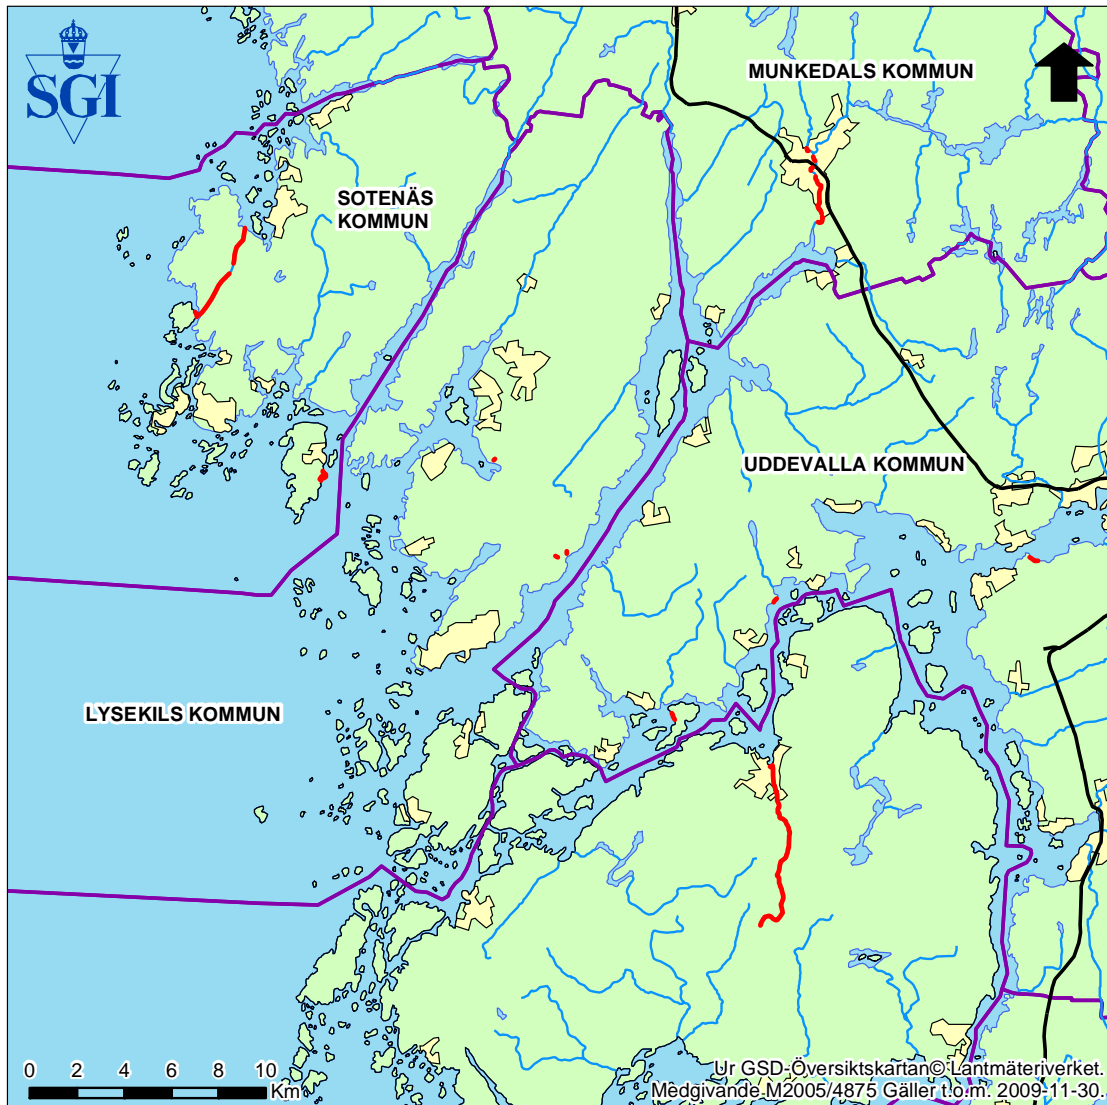 SGI
MUNKEDALS KOMMUN
SOTENÄS
KOMMUN
UDDEVALLA KOMMUN
LYSEKILS KOMMUN
0 2 4 6 8 10
Km
Ur GSD-Översiktskartan© Lantmäteriverket.
Medgivande M2005/4875 Gäller t.o.m. 2009-11-30.